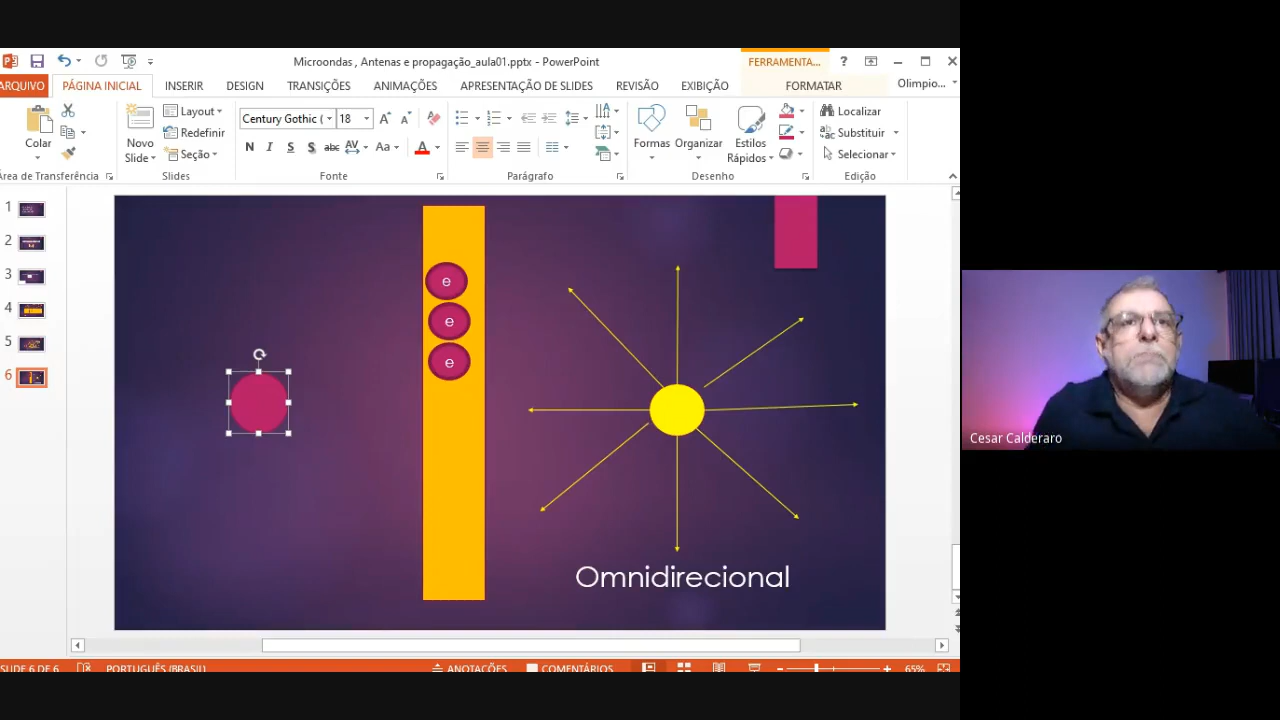 Microondas , Antenas e propagação_aula01.pptx - PowerPoint
FERRAMENTA... ?
ARQUIVO PÁGINA INICIAL INSERIR DESIGN TRANSIÇÕES ANIMAÇÕES APRESENTAÇÃO DE SLIDES REVISÃO EXIBIÇÃO FORMATAR Olimpio...
Colar
Novo
Slide
Layout
Redefinir
Seção
Century Gothic ( 18
N I S S abc AV Aa A
Formas Organizar Estilos
Rápidos
Localizar
Substituir
Selecionar
Área de Transferência Slides Fonte Parágrafo Desenho Edição
1
2
3
4
5
6
e
e
e
Omnidirecional
Cesar Calderaro
SLIDE 6 DE 6 PORTUGUÊS (BRASIL) ANOTAÇÕES COMENTÁRIOS 65%